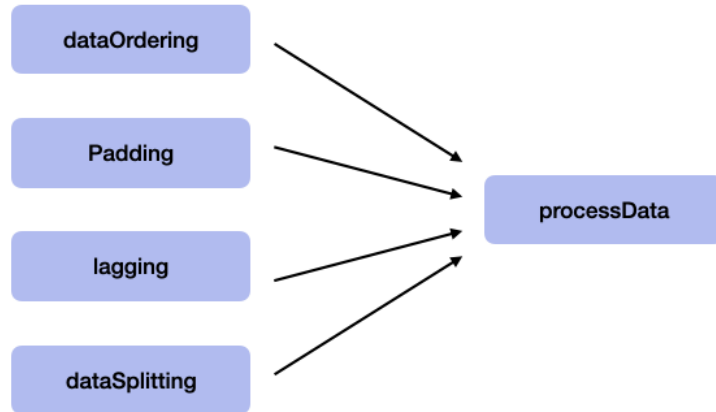 dataOrdering
Padding
lagging
dataSplitting
processData